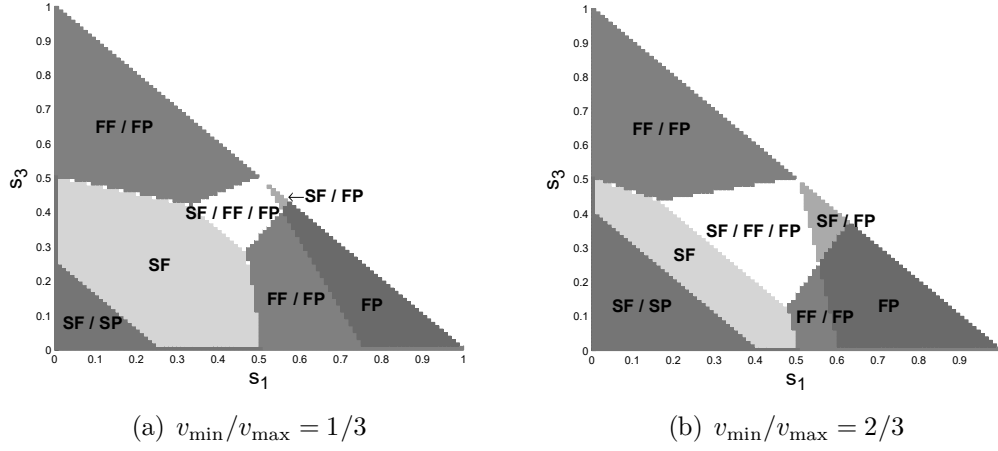 1
0.9
0.8
0.7
0.6
0.5
0.4
0.3
0.2
0.1
0
s3
FF / FP
SF / FF / FP
←SF / FP
SF
FF / FP
FP
SF / SP
0 0.1 0.2 0.3 0.4 0.5 0.6 0.7 0.8 0.9 1
s1
(a) vmin/vmax = 1/3
1
0.9
0.8
0.7
0.6
0.5
0.4
0.3
0.2
0.1
0
s3
FF / FP
SF / FP
SF / FF / FP
SF
SF / SP
FF / FP
FP
0 0.1 0.2 0.3 0.4 0.5 0.6 0.7 0.8 0.9
s1
(b) vmin/vmax = 2/3